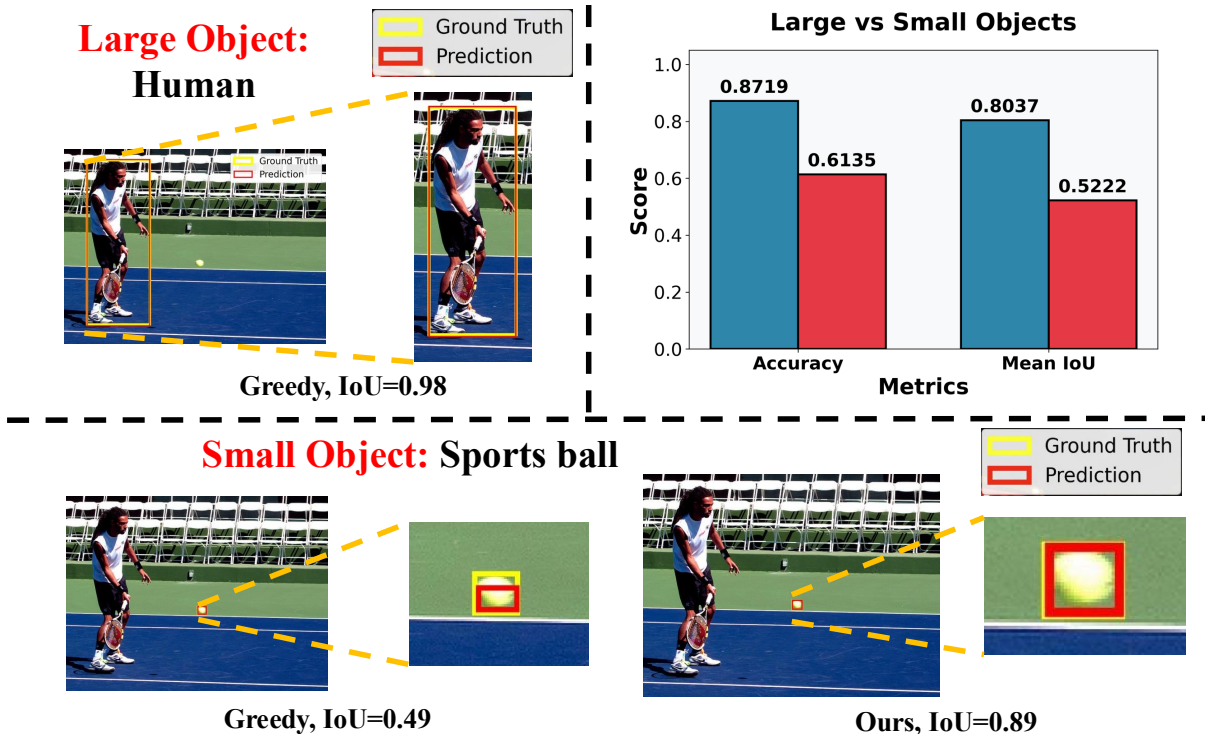 Large Object:
Human
Ground Truth
Prediction
Ground Truth
Prediction
Greedy, IoU=0.98
Large vs Small Objects
1.0
0.8
0.6
0.4
0.2
0.0
Score
0.8719
0.6135
0.8037
0.5222
Accuracy
Mean IoU
Metrics
Small Object: Sports ball
Ground Truth
Prediction
Greedy, IoU=0.49
Ours, IoU=0.89